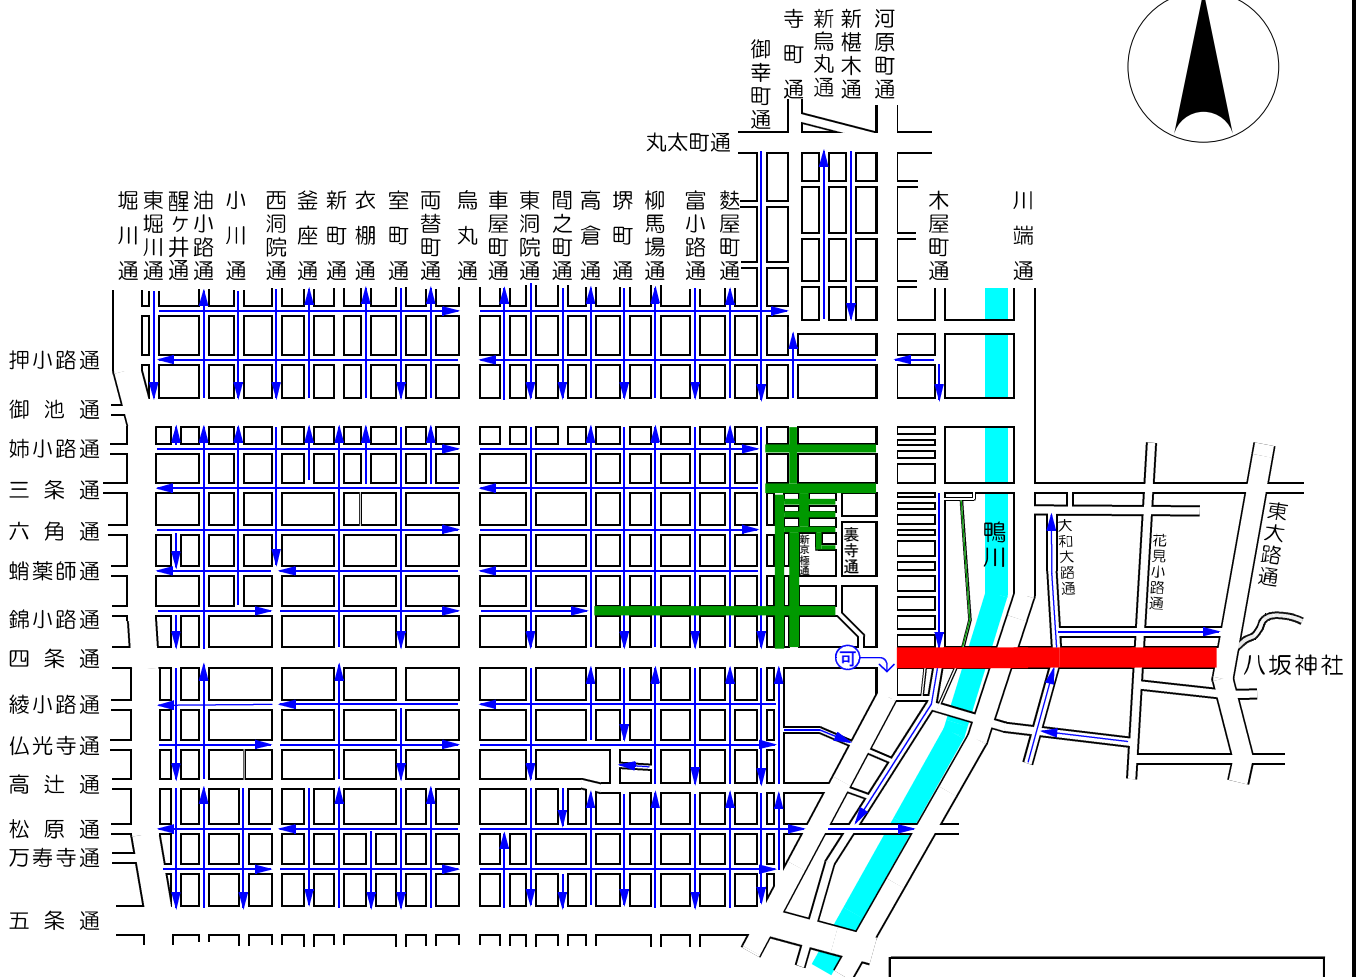 御幸町通
寺町通
新烏丸通
新椹木通
河原町通
丸太町通
堀川通
東堀川通
醒ヶ井通
油小路通
小川通
西洞院通
釜座通
新町通
衣棚通
室町通
両替町通
烏丸通
車屋町通
東洞院通
間之町通
高倉通
堺町通
柳馬場通
富小路通
麩屋町通
木屋町通
川端通
押小路通
御池通
姉小路通
三条通
六角通
蛸薬師通
錦小路通
四条通
綾小路通
仏光寺通
高辻通
松原通
万寿寺通
五条通
新京極通
裏寺通
鴨川
大和大路通
花見小路通
東大路通
可
八坂神社